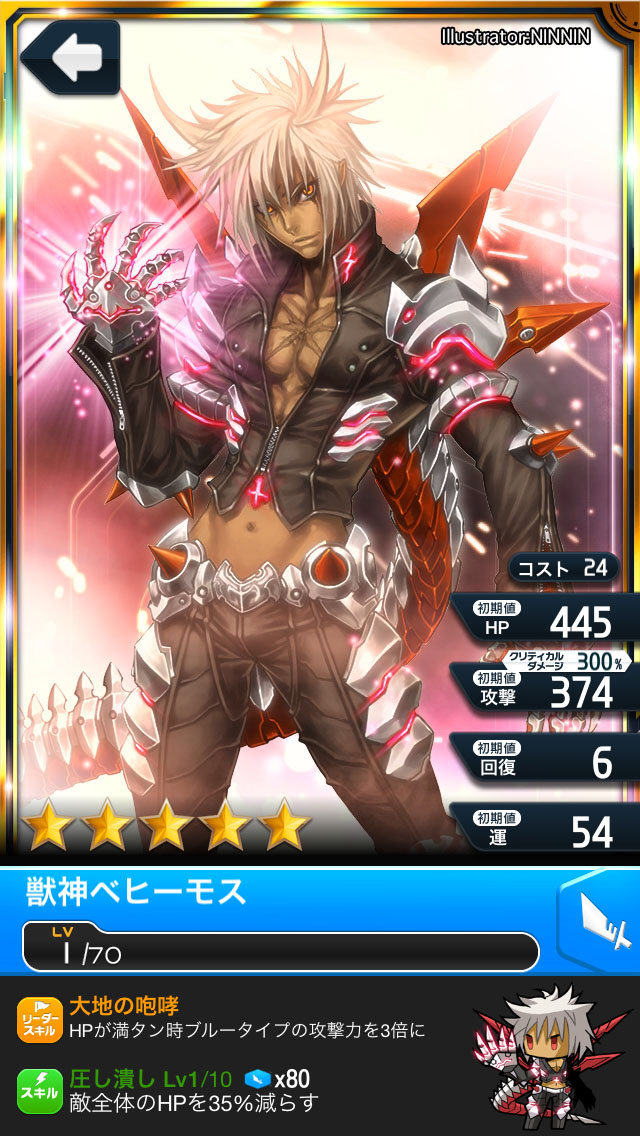 Illustrator:NINNIN
コスト 24
初期値
HP 445
クリティカル
ダメージ 300%
初期値
攻撃 374
初期値
回復 6
初期値
運 54
獣神ベヒーモス
LV
1/70
リーダー
スキル
大地の咆哮
HPが満タン時ブルータイプの攻撃力を3倍に
スキル
圧し潰し Lv1/10 x80
敵全体のHPを35%減らす